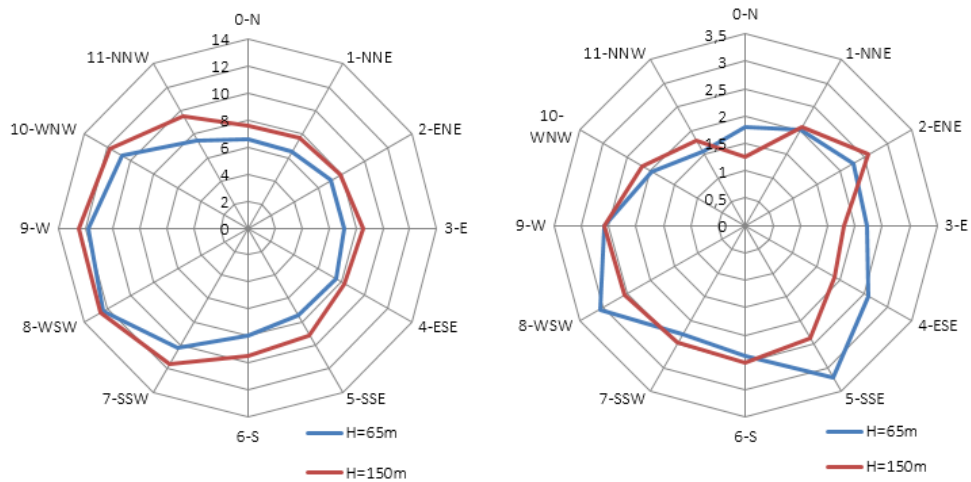 0-N
14
12
10
8
6
4
2
0
1-NNE
2-ENE
3-E
4-ESE
5-SSE
6-S
7-SSW
8-WSW
9-W
10-WNW
11-NNW
H=65m
H=150m
0-N
3,5
3
2,5
2
1,5
1
0,5
0
1-NNE
2-ENE
3-E
4-ESE
5-SSE
6-S
7-SSW
8-WSW
9-W
10-
WNW
11-NNW
H=65m
H=150m